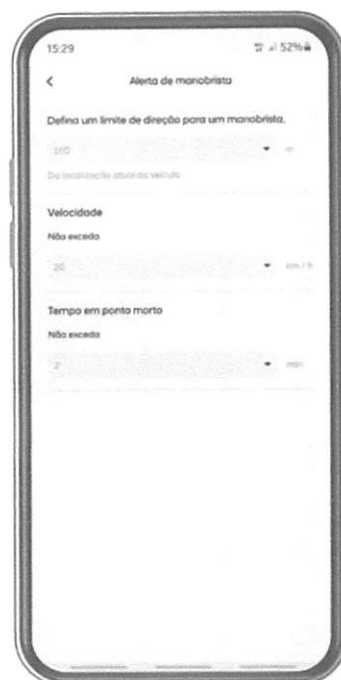 15:29 52%
Alerta de manobrista
Defina um limite de direção para um manobrista.
160 m
Da localização atual do veículo
Velocidade
Não exceda
20 km / h
Tempo em ponto morto
Não exceda
2 min